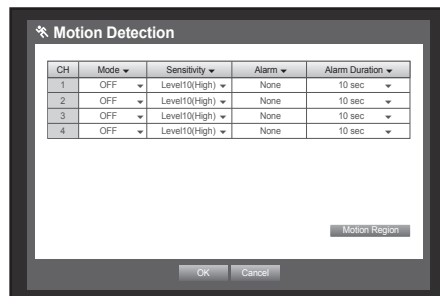 Motion Detection
CH Mode Sensitivity Alarm Alarm Duration
1 OFF Level10(High) None 10 sec
2 OFF Level10(High) None 10 sec
3 OFF Level10(High) None 10 sec
4 OFF Level10(High) None 10 sec
Motion Region
OK Cancel